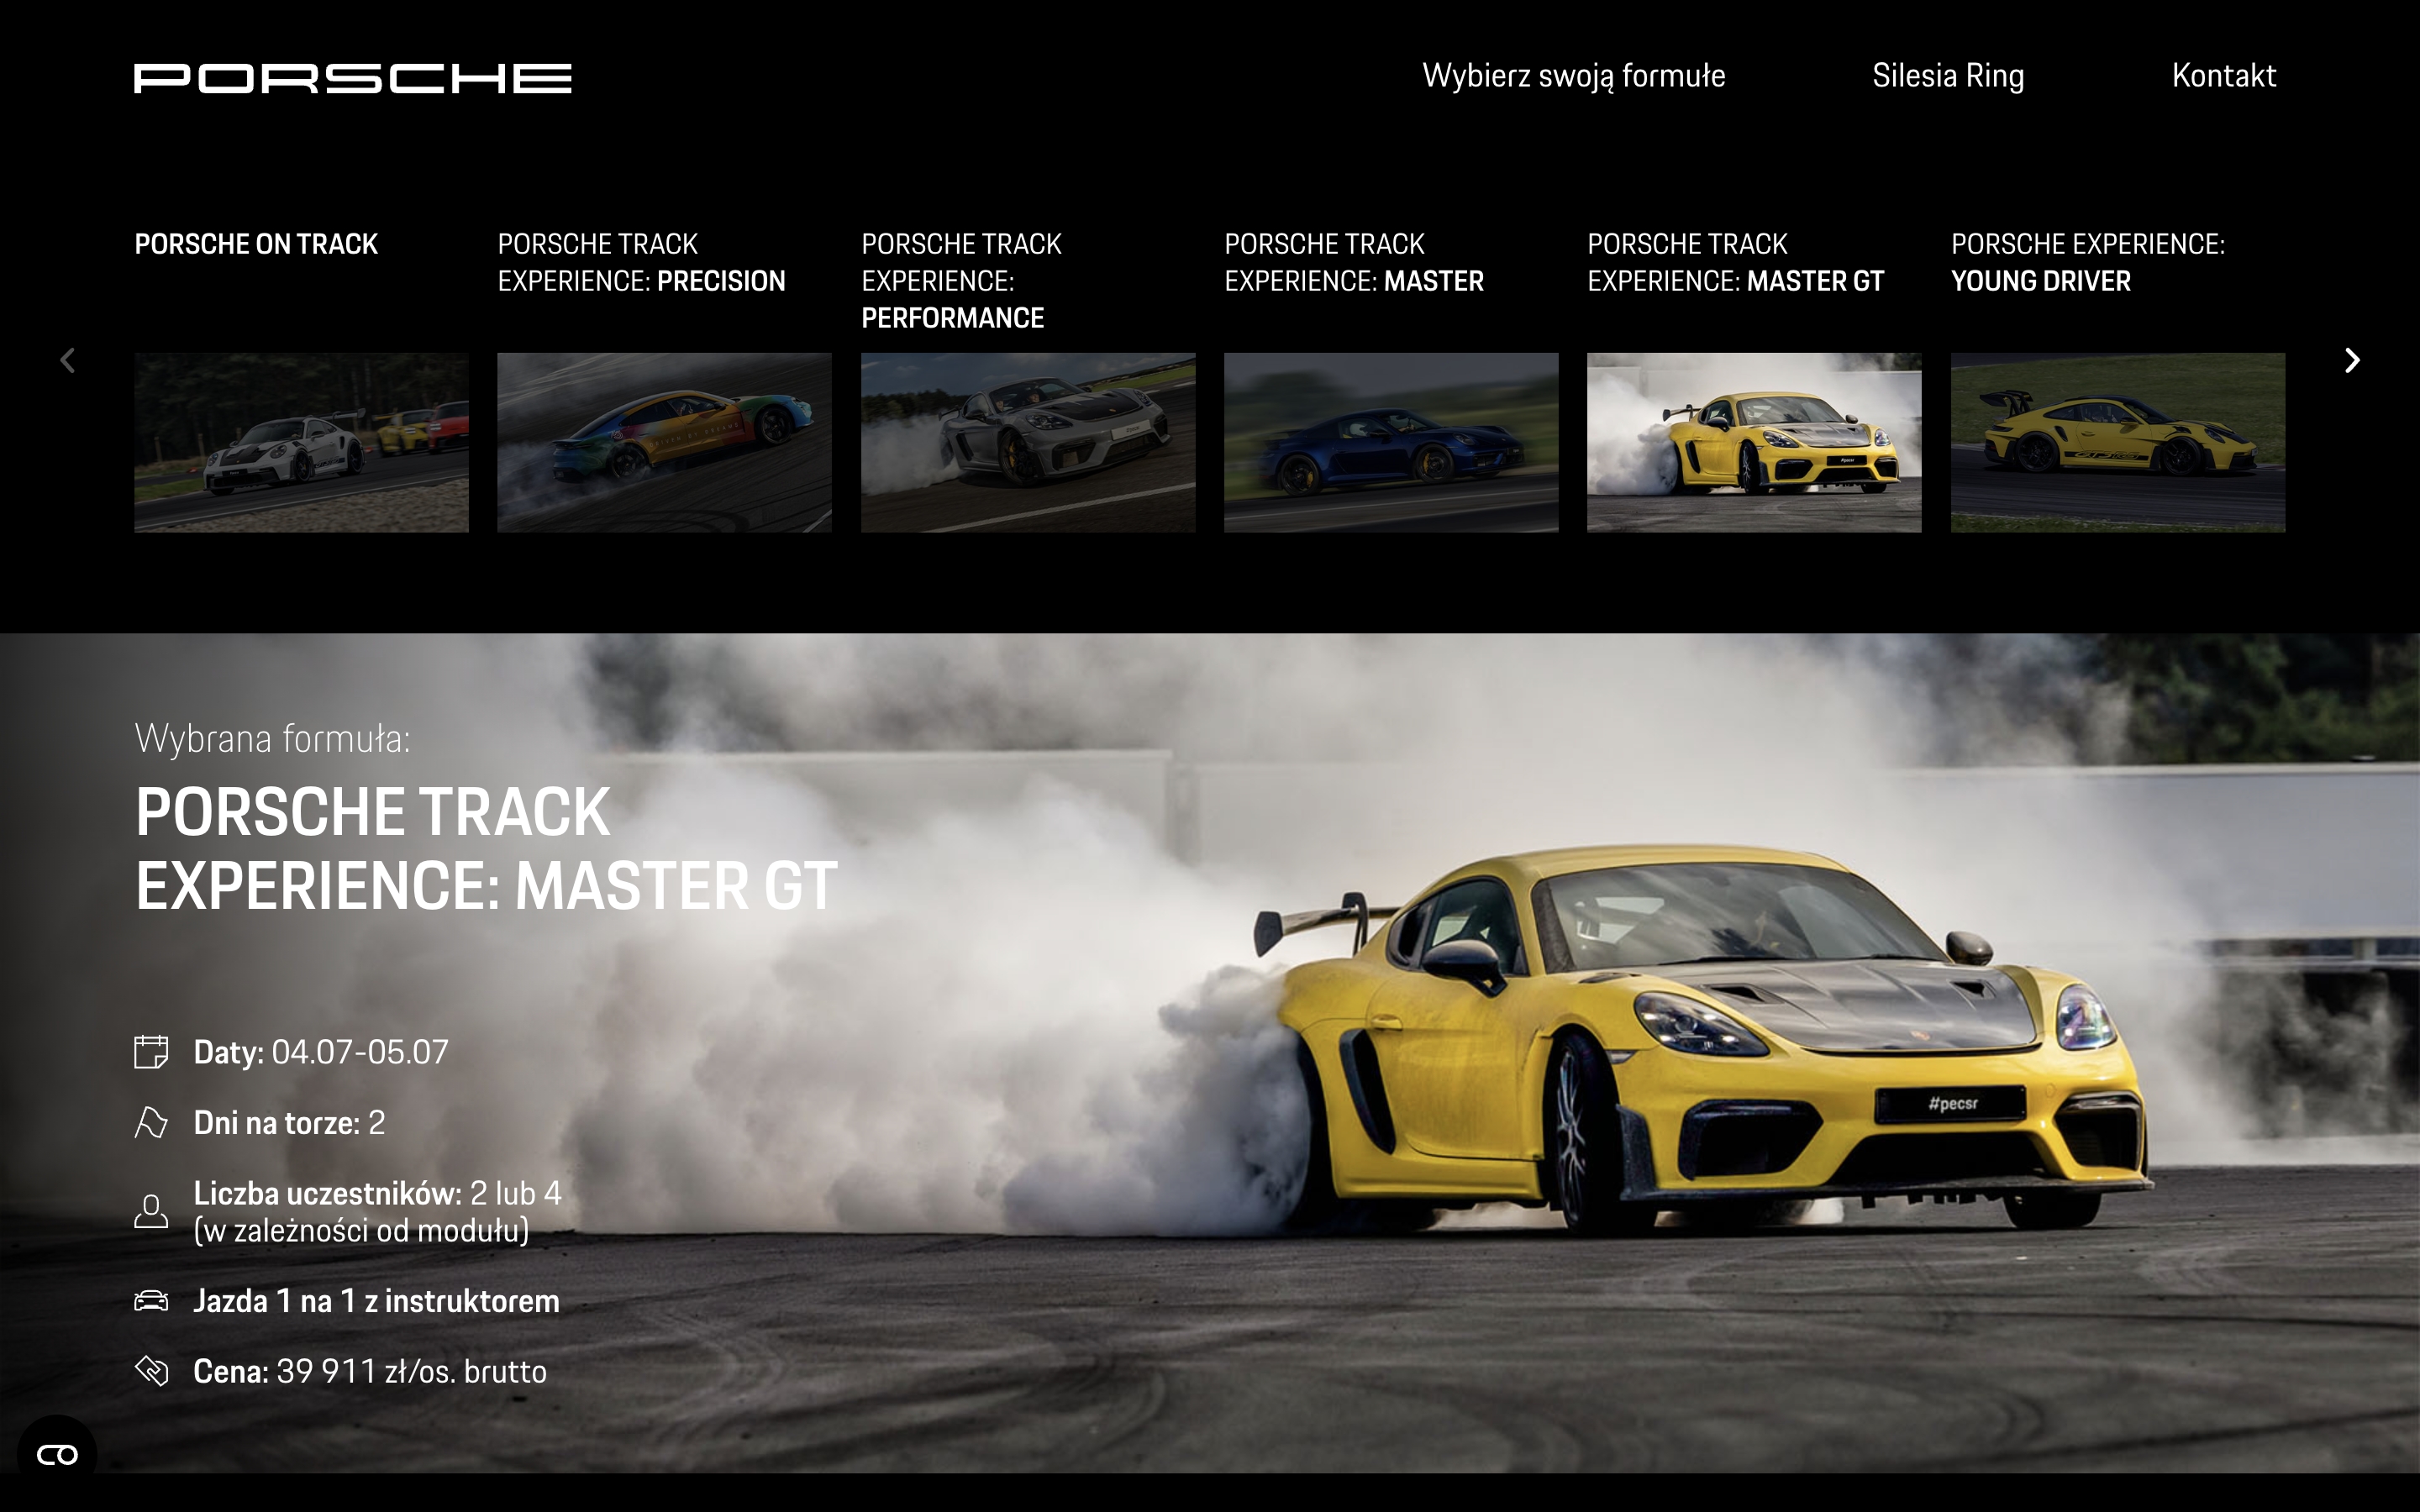 PORSCHE
Wybierz swoją formułe
Silesia Ring
Kontakt
PORSCHE ON TRACK
PORSCHE TRACK
EXPERIENCE: PRECISION
PORSCHE TRACK
EXPERIENCE:
PERFORMANCE
PORSCHE TRACK
EXPERIENCE: MASTER
PORSCHE TRACK
EXPERIENCE: MASTER GT
PORSCHE EXPERIENCE:
YOUNG DRIVER
Wybrana formuła:
PORSCHE TRACK
EXPERIENCE: MASTER GT
Daty: 04.07-05.07
Dni na torze: 2
Liczba uczestników: 2 lub 4
(w zależności od modułu)
Jazda 1 na 1 z instruktorem
Cena: 39 911 zł/os. brutto
#pecsr